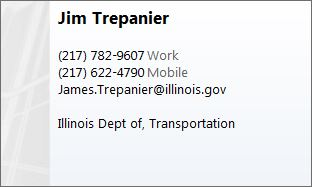 Jim Trepanier
(217) 782-9607 Work
(217) 622-4790 Mobile
James.Trepanier@illinois.gov
Illinois Dept of, Transportation